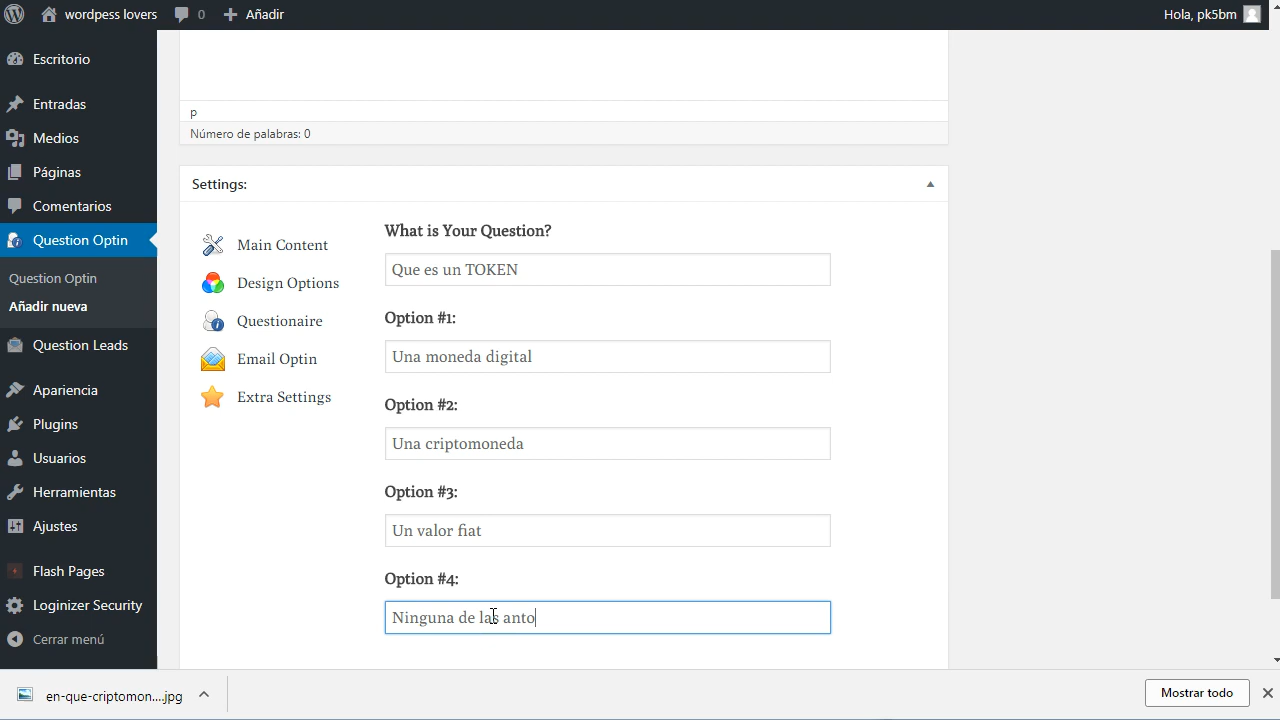 wordpess lovers
0
Añadir
Hola, pk5bm
Escritorio
Entradas
Medios
Páginas
Comentarios
Question Optin
Question Optin
Añadir nueva
Question Leads
Apariencia
Plugins
Usuarios
Herramientas
Ajustes
Flash Pages
Loginizer Security
Cerrar menú
p
Número de palabras: 0
Settings:
Main Content
Design Options
Questionaire
Email Optin
Extra Settings
What is Your Question?
Que es un TOKEN
Option #1:
Una moneda digital
Option #2:
Una criptomoneda
Option #3:
Un valor fiat
Option #4:
Ninguna de las anto
en-que-criptomon....jpg
Mostrar todo